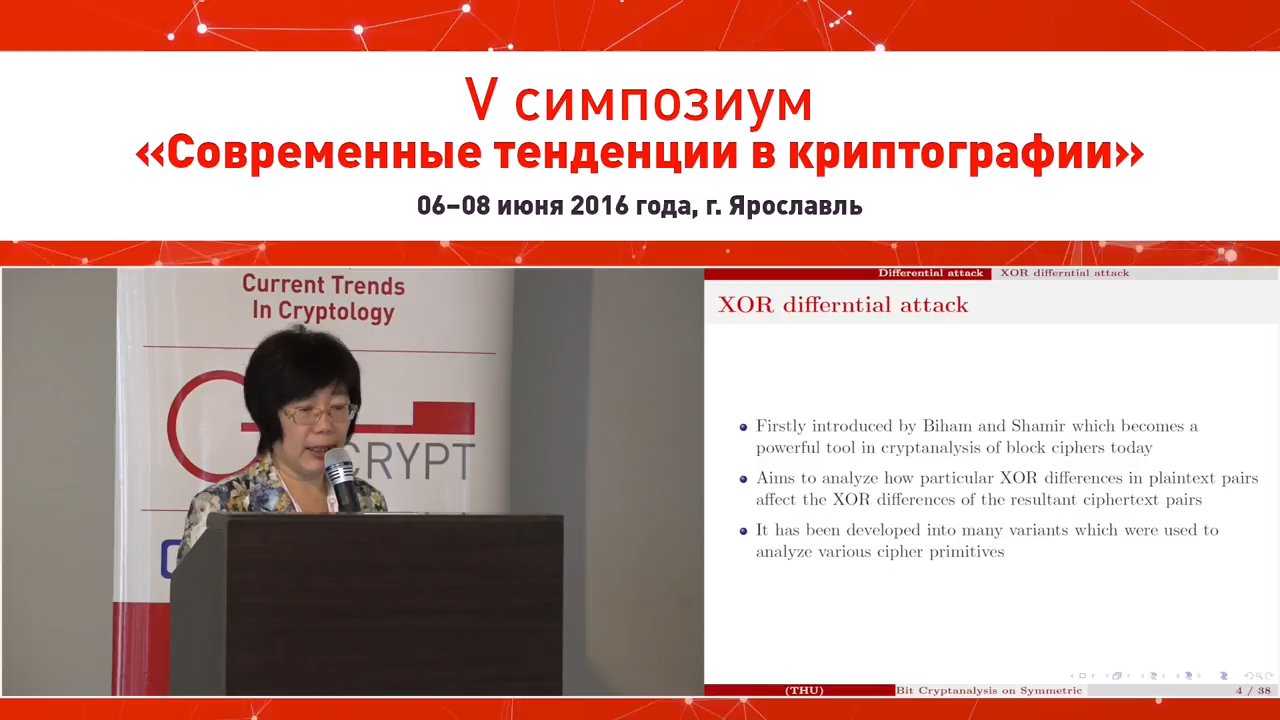 V симпозиум
«Современные тенденции в криптографии»
06–08 июня 2016 года, г. Ярославль
Current Trends
In Cryptology
CRYPT
Differential attack XOR differntial attack
XOR differntial attack
Firstly introduced by Biham and Shamir which becomes a
powerful tool in cryptanalysis of block ciphers today
Aims to analyze how particular XOR differences in plaintext pairs
affect the XOR differences of the resultant ciphertext pairs
It has been developed into many variants which were used to
analyze various cipher primitives
(THU) Bit Cryptanalysis on Symmetric 4 / 38